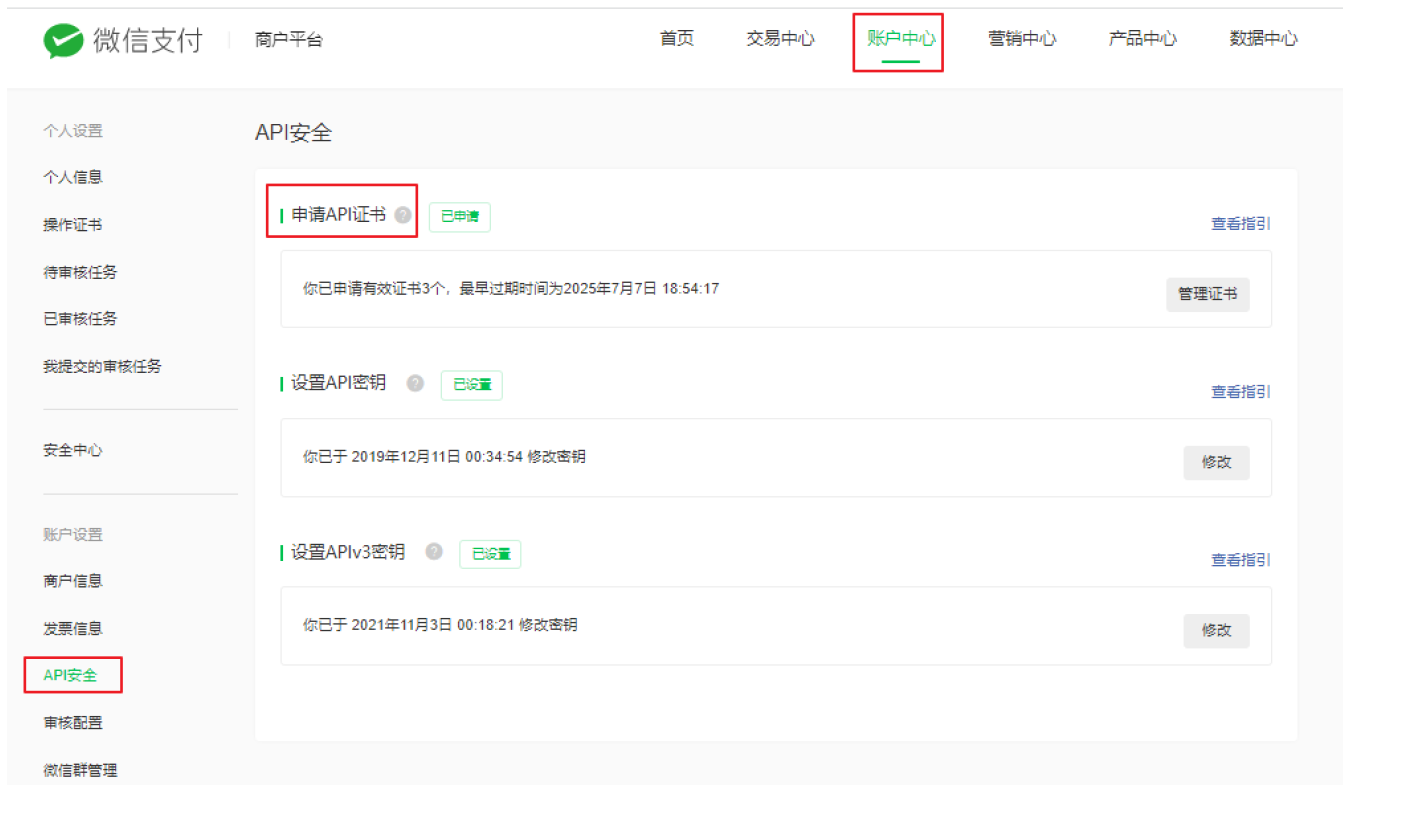 微信支付 商户平台 首页 交易中心 账户中心 营销中心 产品中心 数据中心
个人设置
个人信息
操作证书
待审核任务
已审核任务
我提交的审核任务
安全中心
账户设置
商户信息
发票信息
API安全
审核配置
微信群管理
API安全
申请API证书 ? 已申请 查看指引
你已申请有效证书3个，最早过期时间为2025年7月7日 18:54:17 管理证书
设置API密钥 ? 已设置 查看指引
你已于 2019年12月11日 00:34:54 修改密钥 修改
设置APIv3密钥 ? 已设置 查看指引
你已于 2021年11月3日 00:18:21 修改密钥 修改